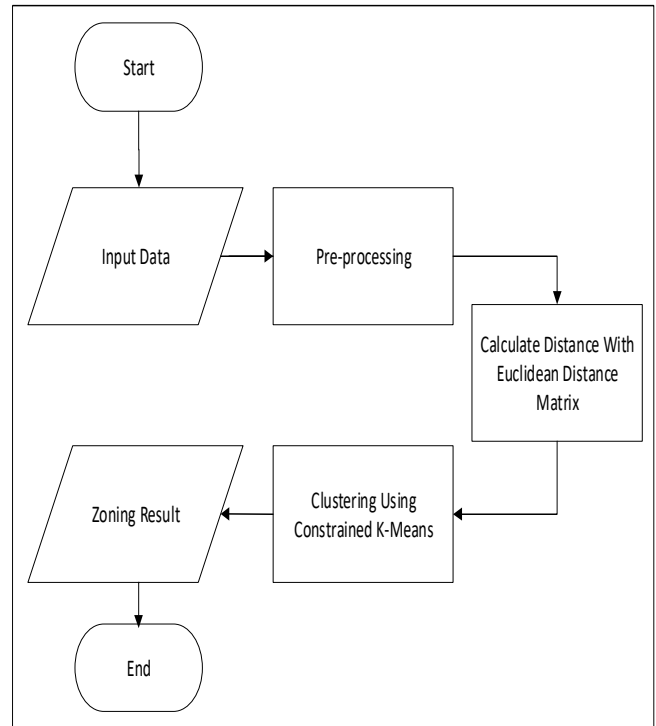 Start
Input Data
Pre-processing
Calculate Distance With
Euclidean Distance
Matrix
Clustering Using
Constrained K-Means
Zoning Result
End